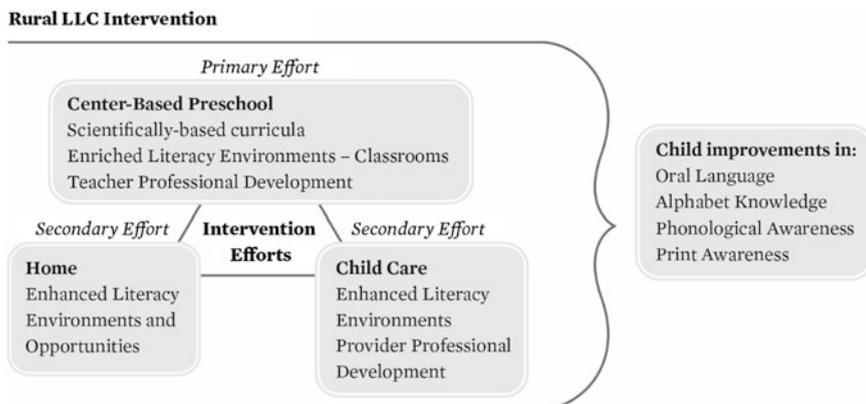 Rural LLC Intervention
Primary Effort
Center-Based Preschool
Scientifically-based curricula
Enriched Literacy Environments – Classrooms
Teacher Professional Development
Secondary Effort
Intervention
Efforts
Secondary Effort
Home
Enhanced Literacy
Environments and
Opportunities
Child Care
Enhanced Literacy
Environments
Provider Professional
Development
Child improvements in:
Oral Language
Alphabet Knowledge
Phonological Awareness
Print Awareness